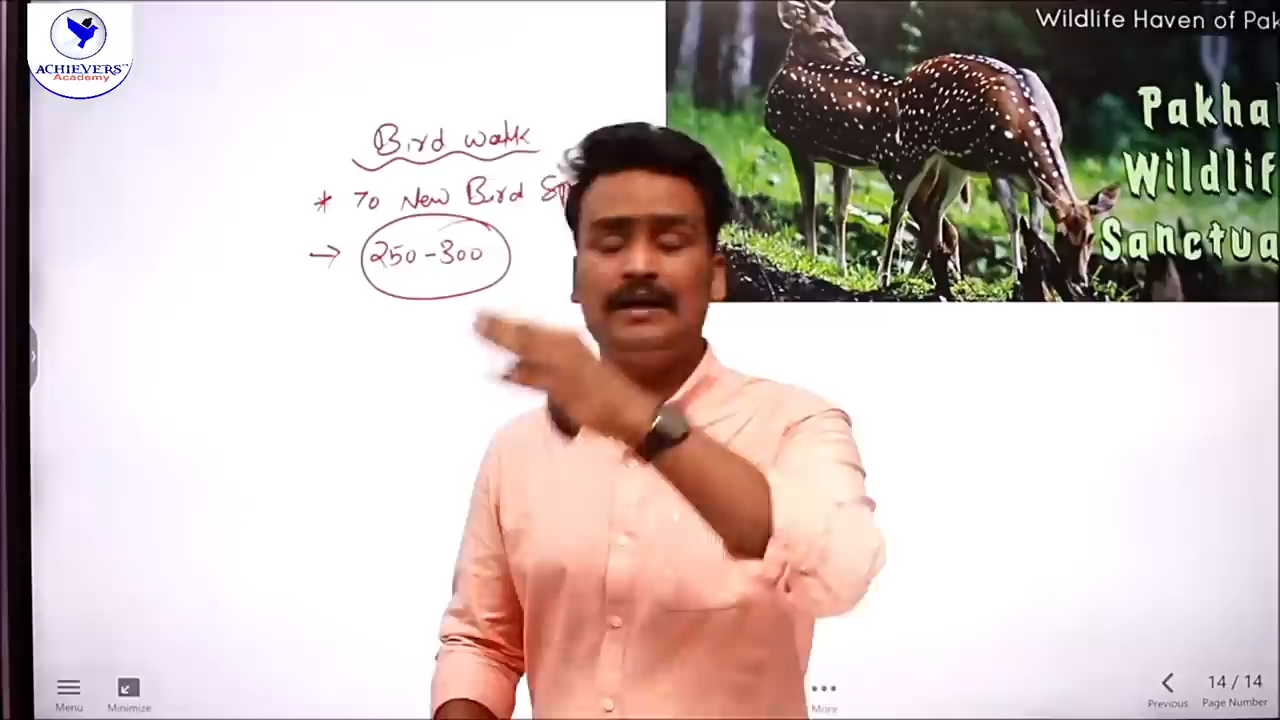 ACHIEVERS
Academy
Wildlife Haven of Pak
Pakhal
Wildlif
Sanctua
Bird walk
* 70 New Bird
→ 250-300
Menu
Minimize
More
Previous
14 / 14
Page Number